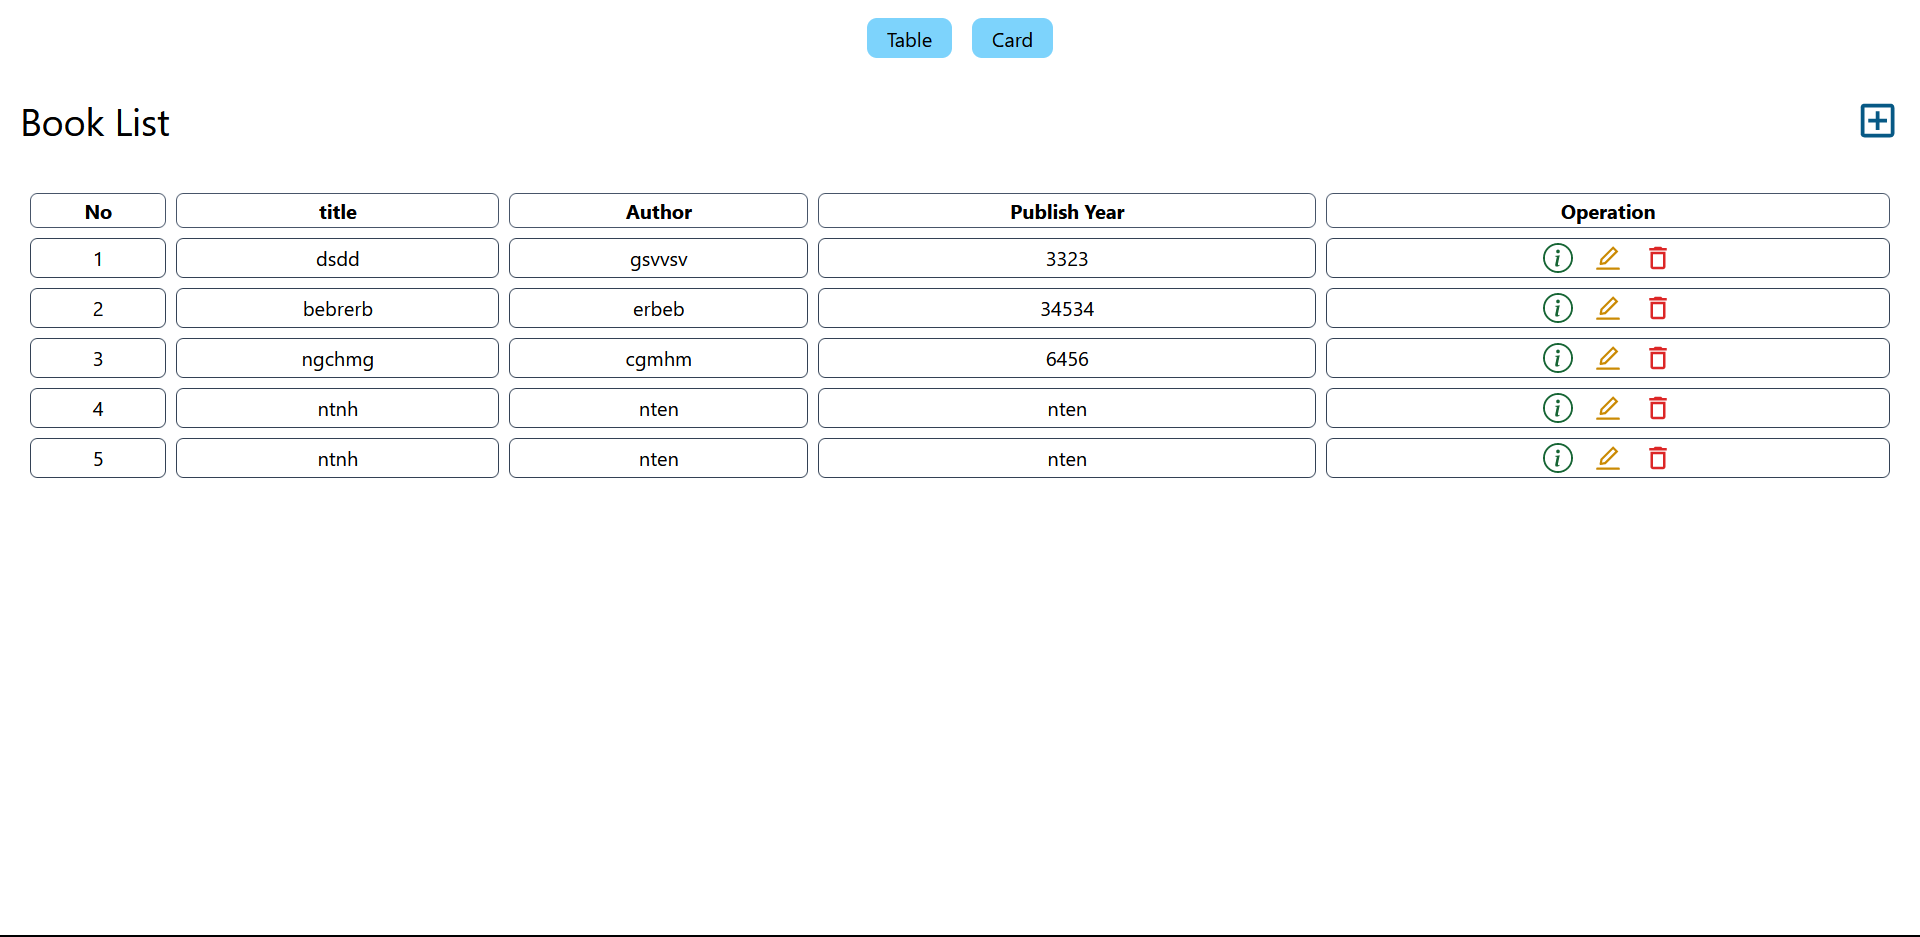 Table Card
Book List
No title Author Publish Year Operation
1 dsdd gsvvsv 3323
2 bebrerb erbeb 34534
3 ngchmg cgmhm 6456
4 ntnh nten nten
5 ntnh nten nten